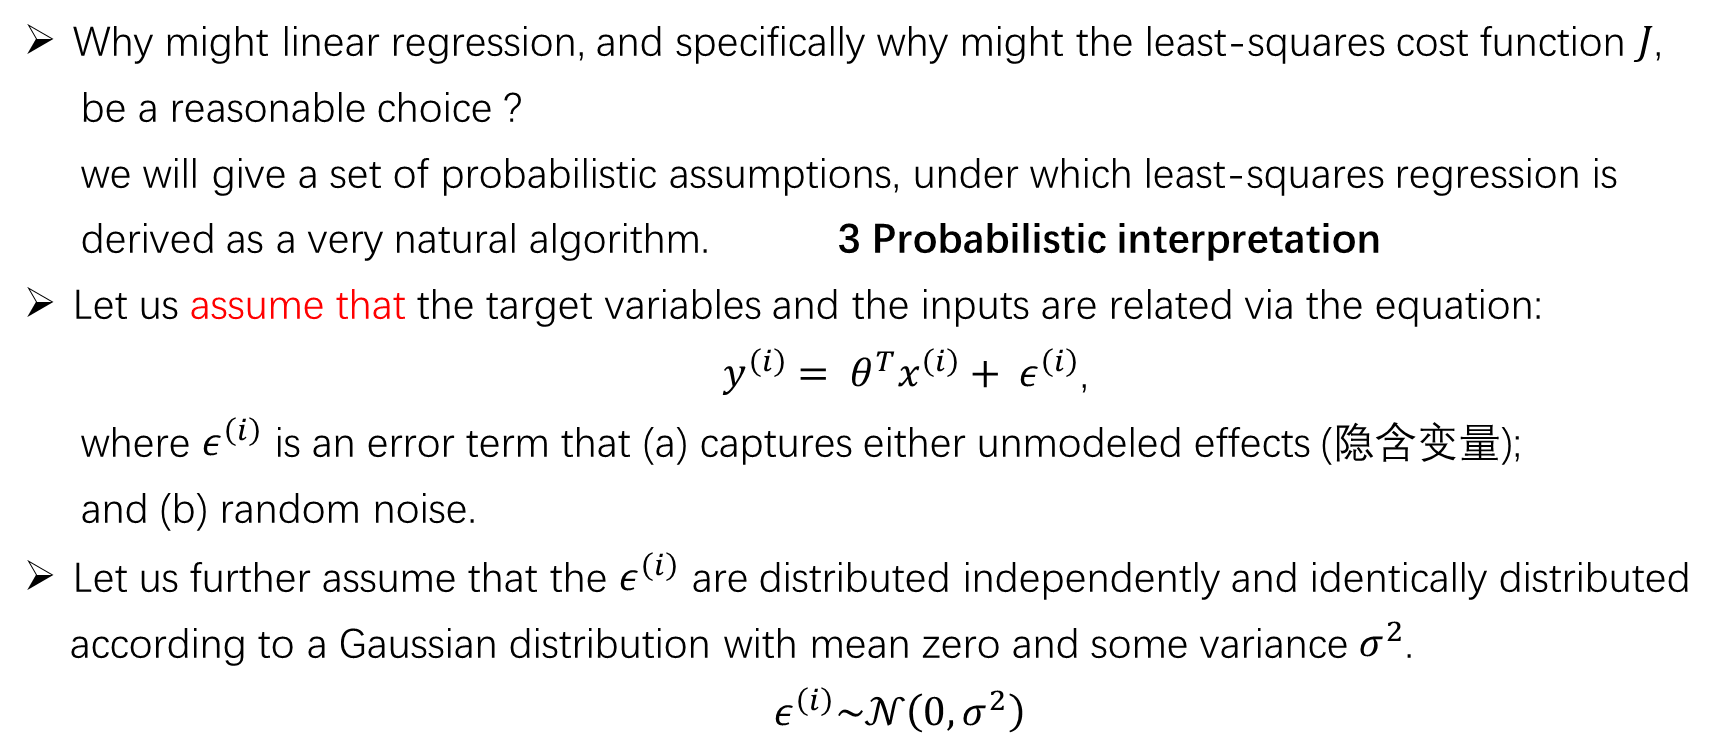 ➢ Why might linear regression, and specifically why might the least-squares cost function J,
be a reasonable choice ?
we will give a set of probabilistic assumptions, under which least-squares regression is
derived as a very natural algorithm. 3 Probabilistic interpretation
➢ Let us assume that the target variables and the inputs are related via the equation:
y⁽ⁱ⁾ = θᵀx⁽ⁱ⁾ + ϵ⁽ⁱ⁾,
where ϵ⁽ⁱ⁾ is an error term that (a) captures either unmodeled effects (隐含变量);
and (b) random noise.
➢ Let us further assume that the ϵ⁽ⁱ⁾ are distributed independently and identically distributed
according to a Gaussian distribution with mean zero and some variance σ².
ϵ⁽ⁱ⁾~𝒩(0, σ²)